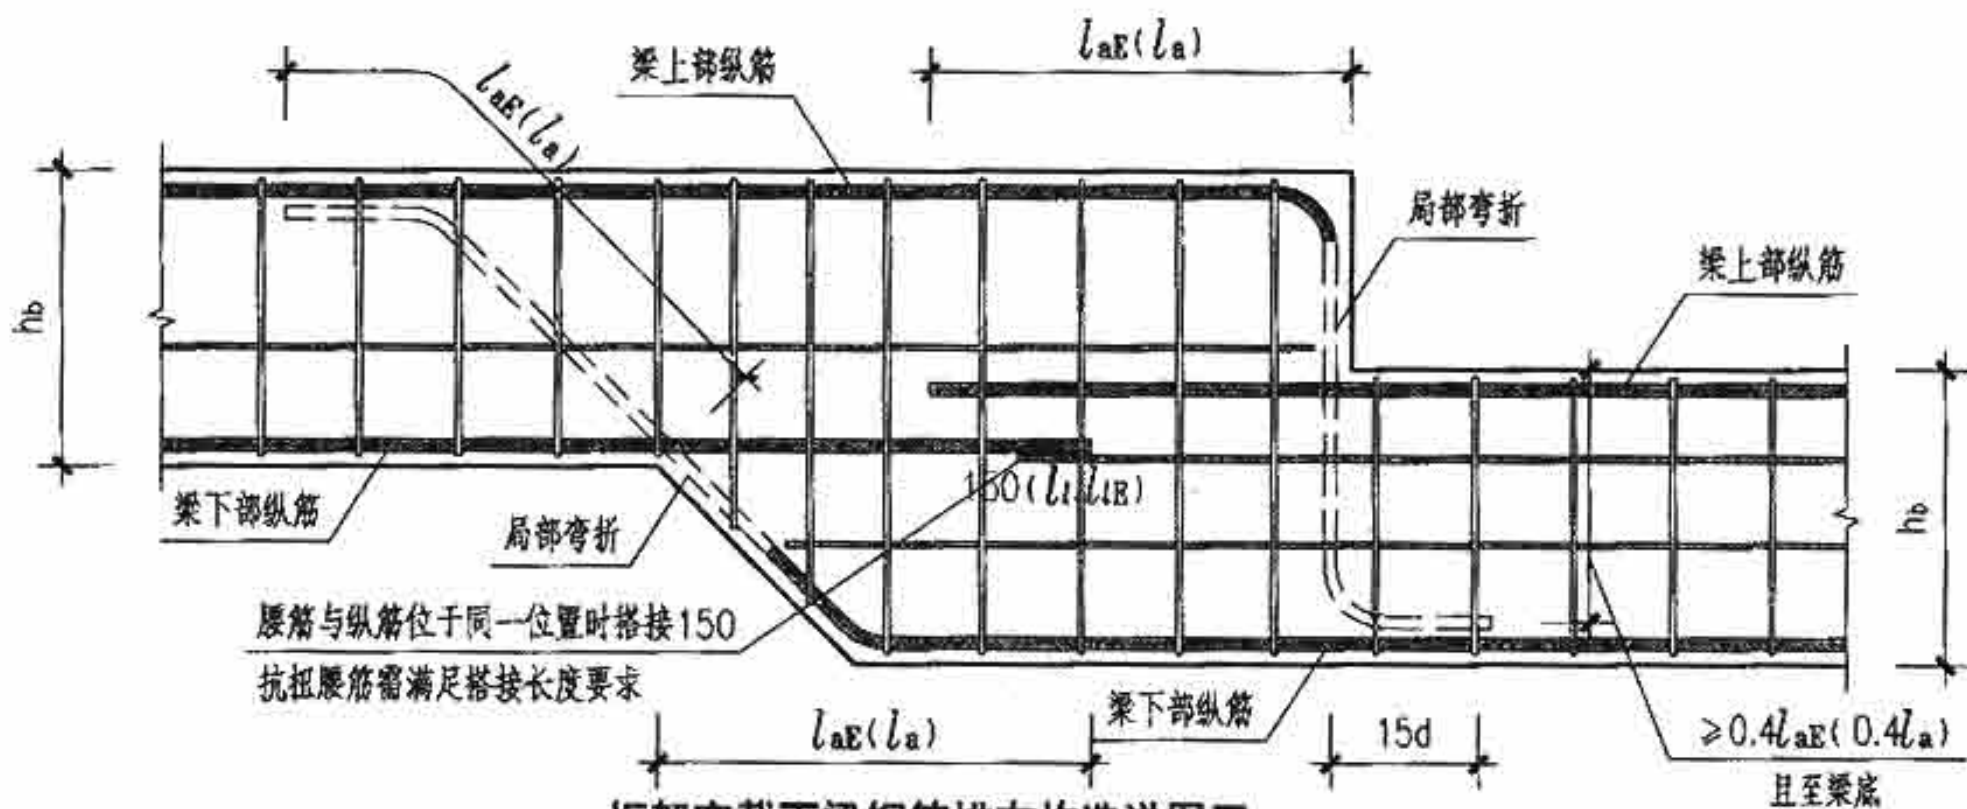 laE(la)
梁上部纵筋
laE(la)
局部弯折
梁上部纵筋
hb
梁下部纵筋
局部弯折
150(ll llE)
hb
腰筋与纵筋位于同一位置时搭接150
抗扭腰筋需满足搭接长度要求
laE(la)
梁下部纵筋
15d
≥0.4laE(0.4la)
且至梁底